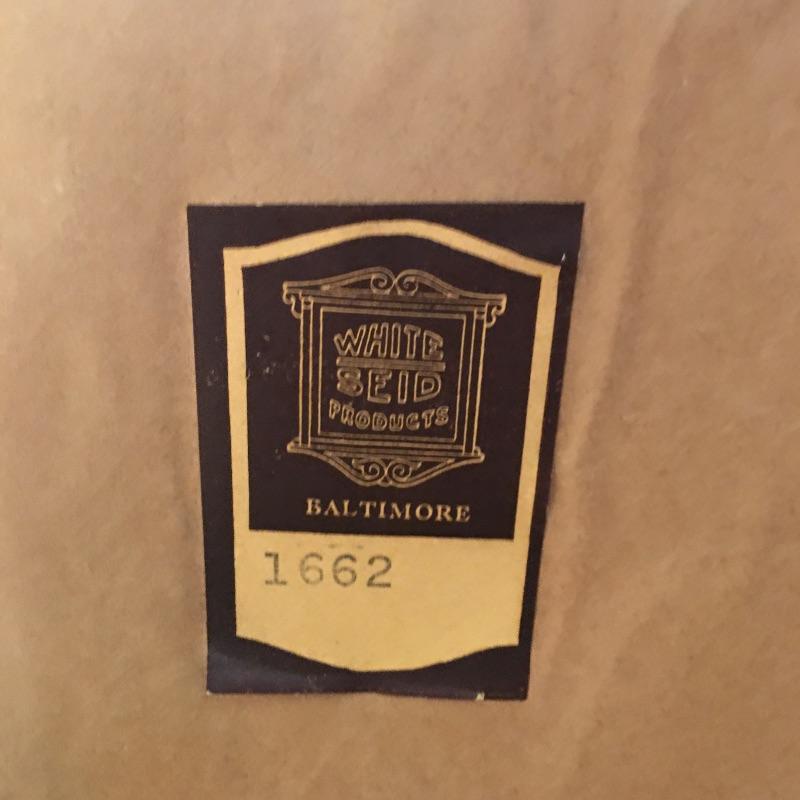 WHITE
SEID
PRODUCTS
BALTIMORE
1662